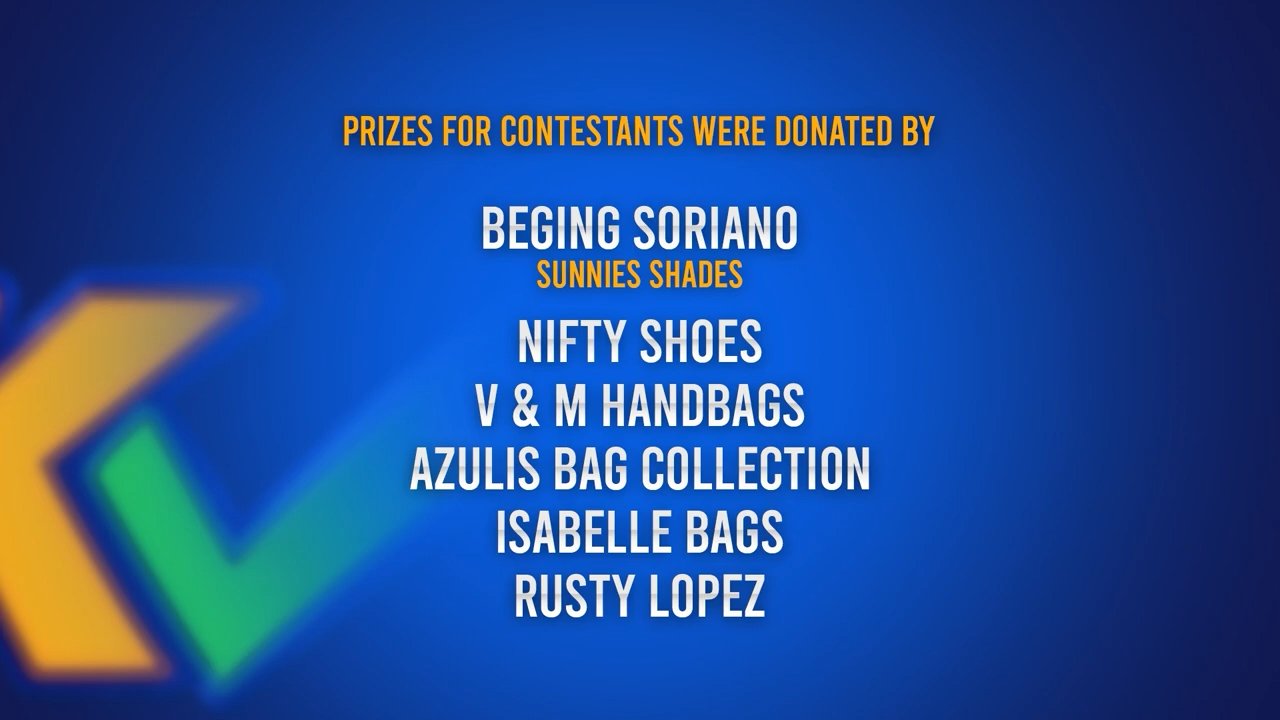 PRIZES FOR CONTESTANTS WERE DONATED BY
BEGING SORIANO
SUNNIES SHADES
NIFTY SHOES
V & M HANDBAGS
AZULIS BAG COLLECTION
ISABELLE BAGS
RUSTY LOPEZ